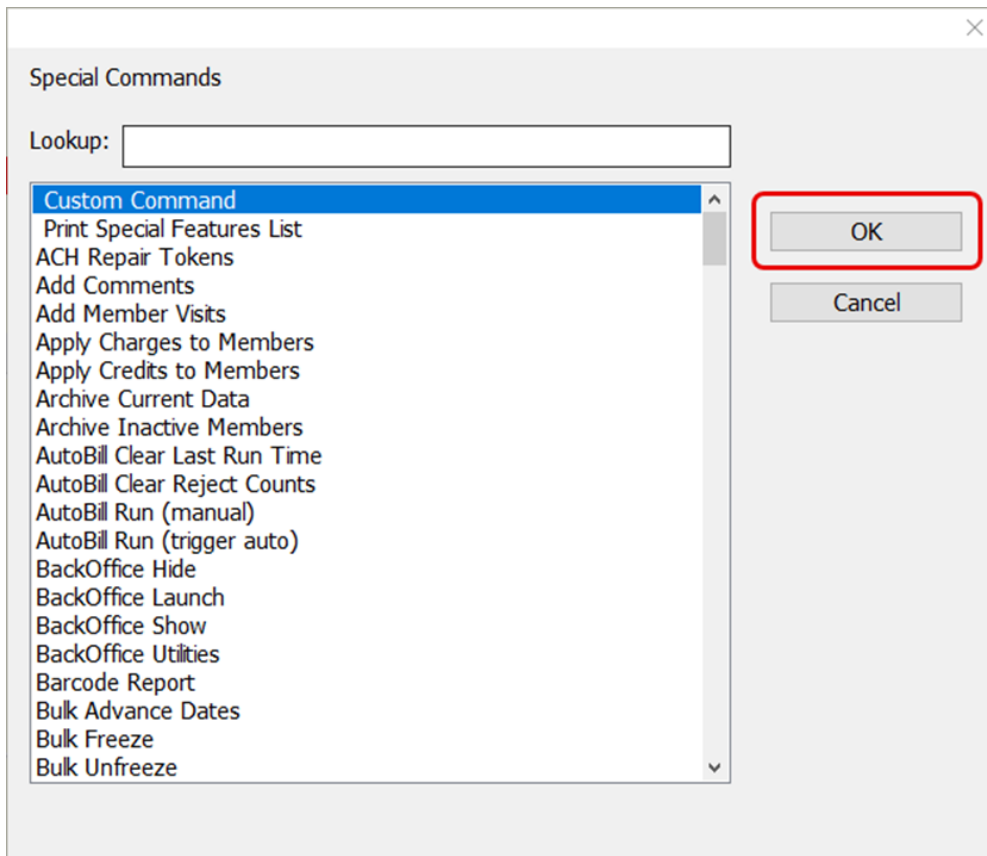 Special Commands
Lookup:
Custom Command
Print Special Features List
ACH Repair Tokens
Add Comments
Add Member Visits
Apply Charges to Members
Apply Credits to Members
Archive Current Data
Archive Inactive Members
AutoBill Clear Last Run Time
AutoBill Clear Reject Counts
AutoBill Run (manual)
AutoBill Run (trigger auto)
BackOffice Hide
BackOffice Launch
BackOffice Show
BackOffice Utilities
Barcode Report
Bulk Advance Dates
Bulk Freeze
Bulk Unfreeze
OK
Cancel